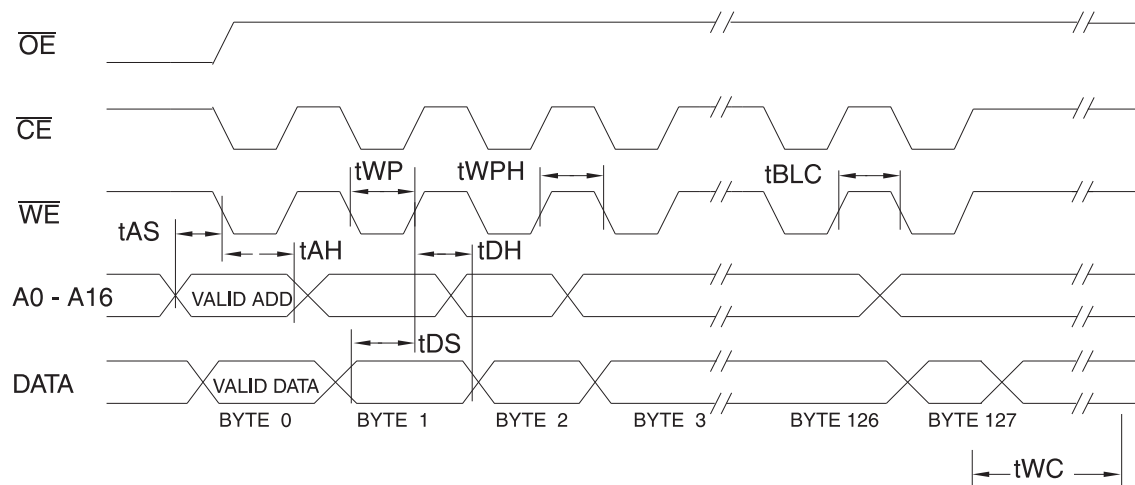 OE
CE
tWP
tWPH
tBLC
WE
tAS
tAH
tDH
A0 - A16
VALID ADD
tDS
DATA
VALID DATA
BYTE 0
BYTE 1
BYTE 2
BYTE 3
BYTE 126
BYTE 127
tWC